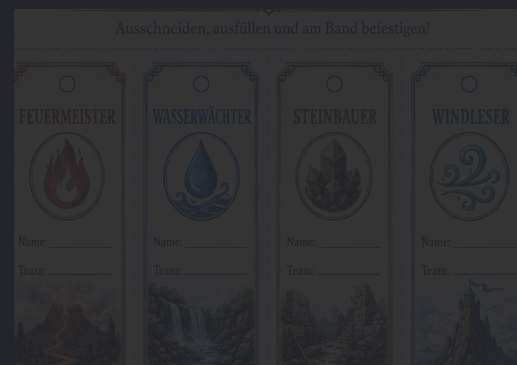 Ausschneiden, ausfüllen und am Band befestigen!
FEUERMEISTER WASSERWÄCHTER STEINBAUER WINDLESER
Name: Name: Name: Name:
Team: Team: Team: Team: